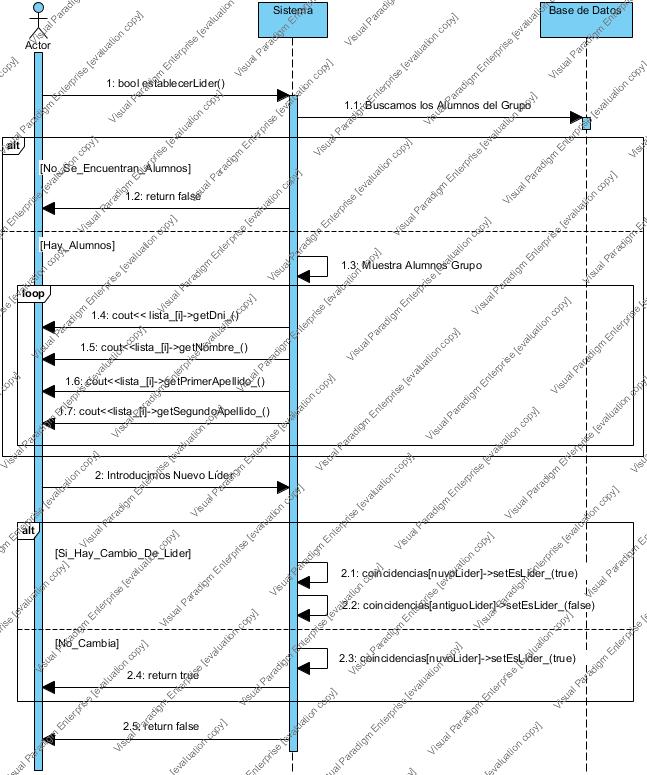 Actor
Sistema
Base de Datos
1: bool establecerLider()
1.1: Buscamos los Alumnos del Grupo
alt
[No_Se_Encuentran_Alumnos]
1.2: return false
[Hay_Alumnos]
1.3: Muestra Alumnos Grupo
loop
1.4: cout<< lista_[i]->getDni_()
1.5: cout<<lista_[i]->getNombre_()
1.6: cout<<lista_[i]->getPrimerApellido_()
1.7: cout<<lista_[i]->getSegundoApellido_()
2: Introducimos Nuevo Líder
alt
[Si_Hay_Cambio_De_Lider]
2.1: coincidencias[nuvoLider]->setEsLider_(true)
2.2: coincidencias[antiguoLider]->setEsLider_(false)
[No_Cambia]
2.3: coincidencias[nuvoLider]->setEsLider_(true)
2.4: return true
2.5: return false
Visual Paradigm Enterprise [evaluation copy]